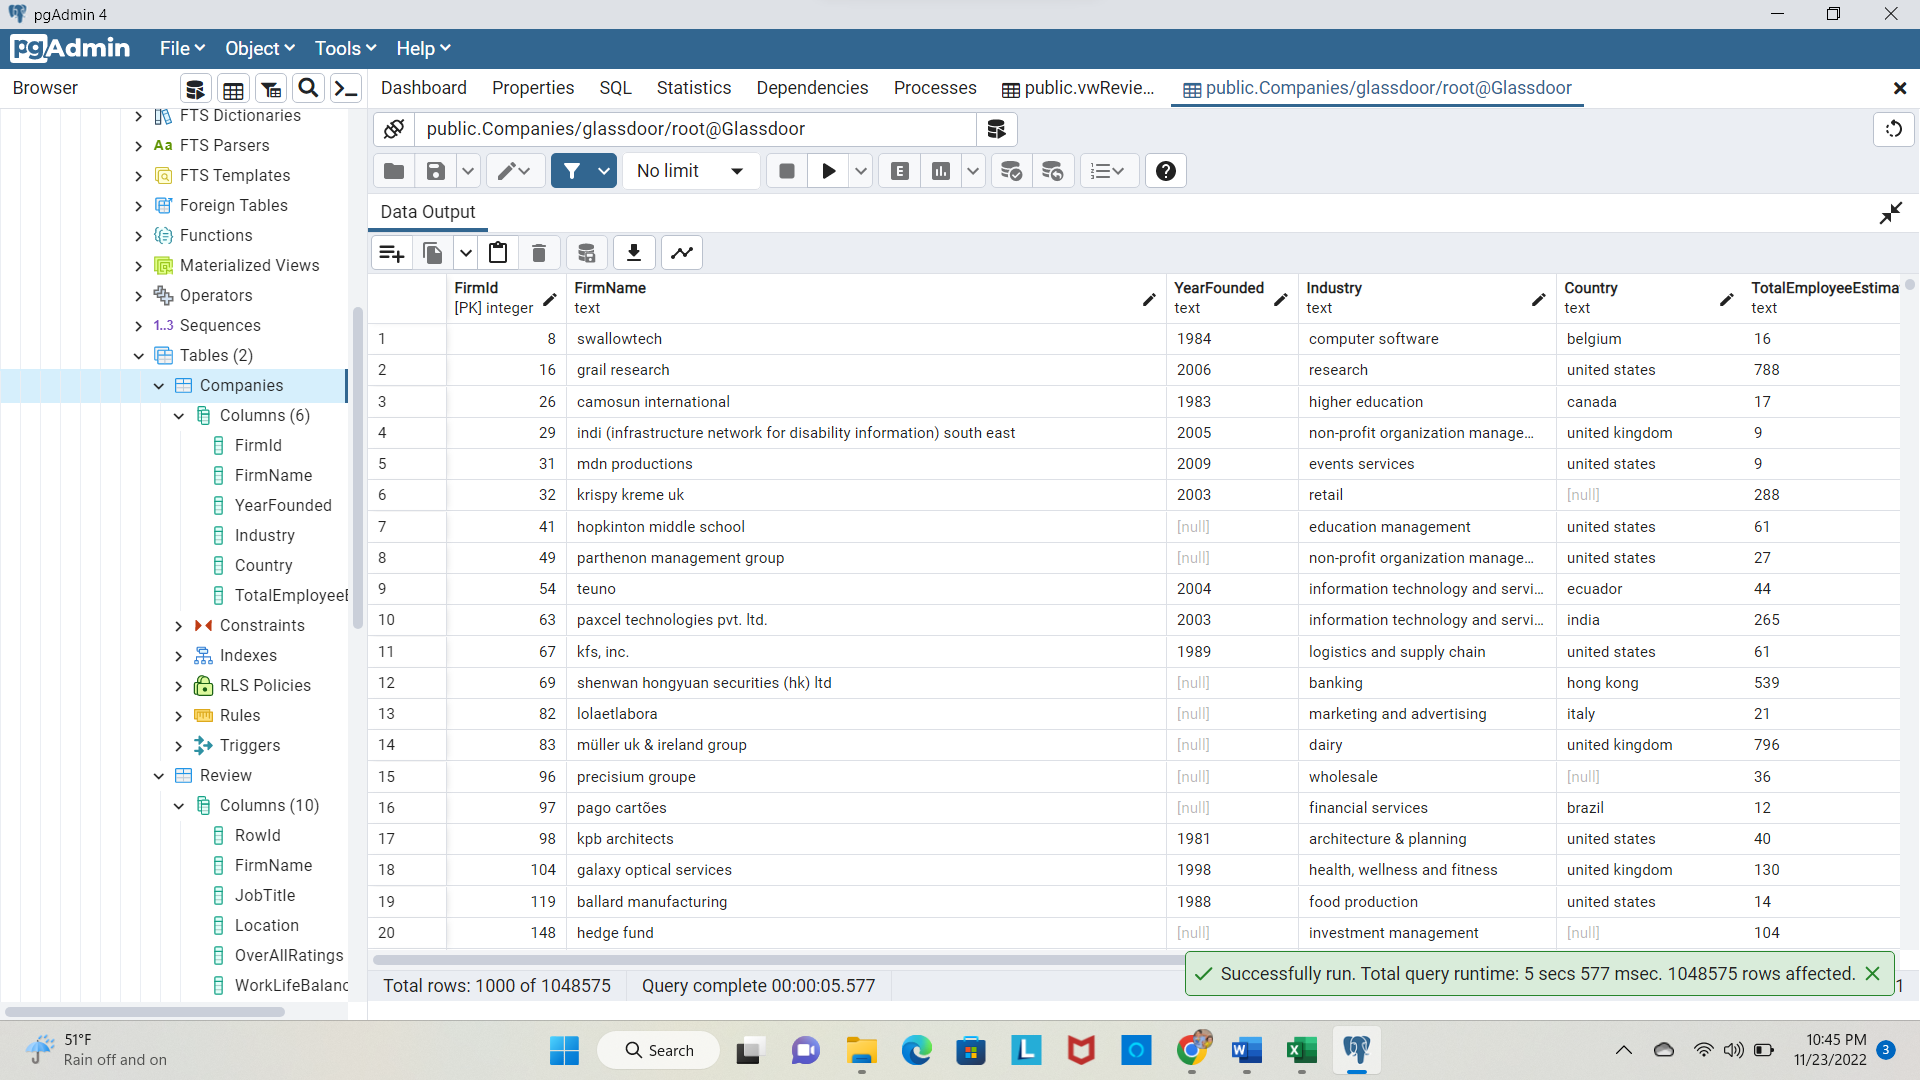 pgAdmin 4
pgAdmin File Object Tools Help
Browser
Dashboard Properties SQL Statistics Dependencies Processes public.vwRevie... public.Companies/glassdoor/root@Glassdoor
FTS Dictionaries
Aa FTS Parsers
FTS Templates
Foreign Tables
Functions
Materialized Views
Operators
1..3 Sequences
Tables (2)
Companies
Columns (6)
FirmId
FirmName
YearFounded
Industry
Country
TotalEmployeeE
Constraints
Indexes
RLS Policies
Rules
Triggers
Review
Columns (10)
RowId
FirmName
JobTitle
Location
OverAllRatings
WorkLifeBalanc
public.Companies/glassdoor/root@Glassdoor
No limit
E
Data Output
FirmId FirmName YearFounded Industry Country TotalEmployeeEstima
[PK] integer text text text text text
1 8 swallowtech 1984 computer software belgium 16
2 16 grail research 2006 research united states 788
3 26 camosun international 1983 higher education canada 17
4 29 indi (infrastructure network for disability information) south east 2005 non-profit organization manage... united kingdom 9
5 31 mdn productions 2009 events services united states 9
6 32 krispy kreme uk 2003 retail [null] 288
7 41 hopkinton middle school [null] education management united states 61
8 49 parthenon management group [null] non-profit organization manage... united states 27
9 54 teuno 2004 information technology and servi... ecuador 44
10 63 paxcel technologies pvt. ltd. 2003 information technology and servi... india 265
11 67 kfs, inc. 1989 logistics and supply chain united states 61
12 69 shenwan hongyuan securities (hk) ltd [null] banking hong kong 539
13 82 lolaetlabora [null] marketing and advertising italy 21
14 83 müller uk & ireland group [null] dairy united kingdom 796
15 96 precisium groupe [null] wholesale [null] 36
16 97 pago cartões [null] financial services brazil 12
17 98 kpb architects 1981 architecture & planning united states 40
18 104 galaxy optical services 1998 health, wellness and fitness united kingdom 130
19 119 ballard manufacturing 1988 food production united states 14
20 148 hedge fund [null] investment management [null] 104
Total rows: 1000 of 1048575 Query complete 00:00:05.577
Successfully run. Total query runtime: 5 secs 577 msec. 1048575 rows affected.
1
51°F
Rain off and on
Search
L
W
X
10:45 PM
11/23/2022
3